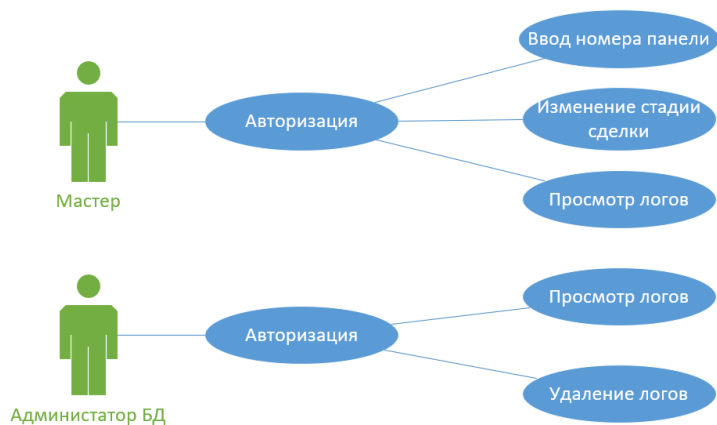 Ввод номера панели
Авторизация
Изменение стадии
сделки
Просмотр логов
Мастер
Просмотр логов
Авторизация
Удаление логов
Администатор БД